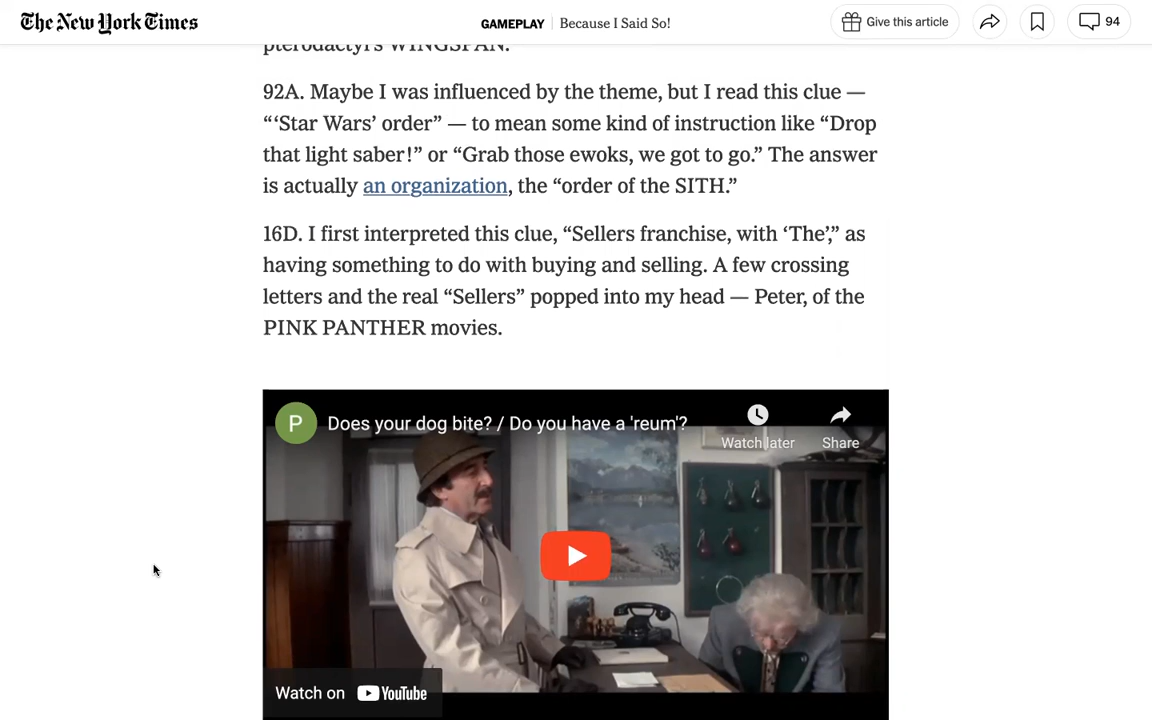 The New York Times
GAMEPLAY | Because I Said So!
Give this article
94
pterodactyl's WINGSPAN.
92A. Maybe I was influenced by the theme, but I read this clue —
“‘Star Wars’ order” — to mean some kind of instruction like “Drop
that light saber!” or “Grab those ewoks, we got to go.” The answer
is actually an organization, the “order of the SITH.”
16D. I first interpreted this clue, “Sellers franchise, with ‘The’,” as
having something to do with buying and selling. A few crossing
letters and the real “Sellers” popped into my head — Peter, of the
PINK PANTHER movies.
P
Does your dog bite? / Do you have a 'reum'?
Watch later
Share
Watch on YouTube